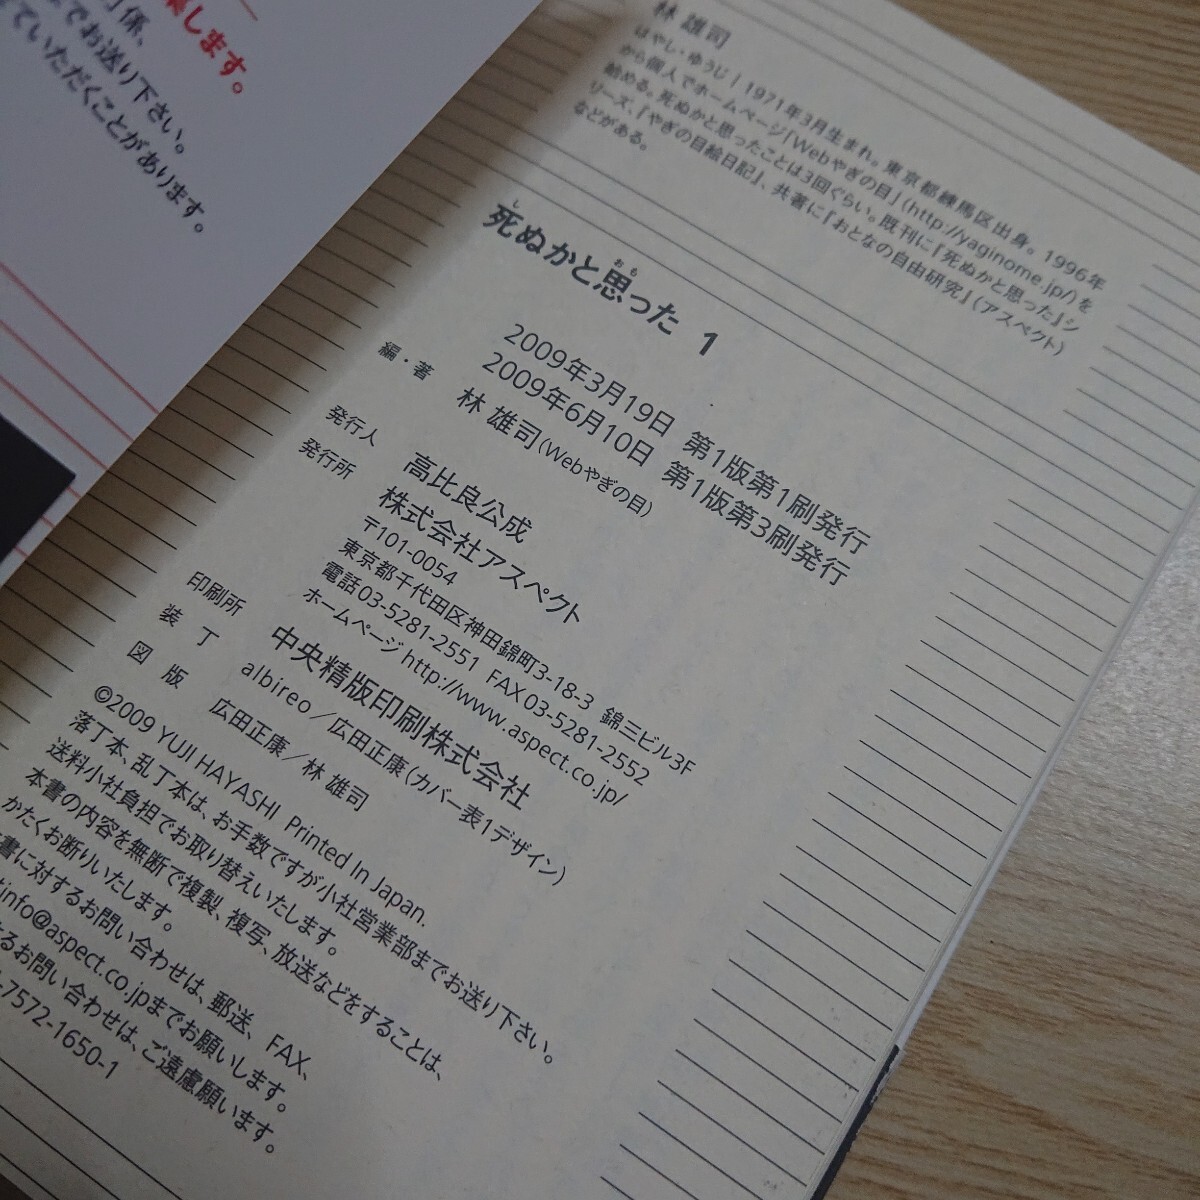 集します。
係、
でお送り下さい。
ていただくことがあります。
林 雄司
はやし・ゆうじ｜1971年3月生まれ。東京都練馬区出身。1996年
から個人でホームページ「Webやぎの目」(http://yaginome.jp/)を
始める。死ぬかと思ったことは3回ぐらい。既刊に『死ぬかと思った』シ
リーズ、『やぎの目絵日記』、共著に『おとなの自由研究』(アスペクト)
などがある。
死ぬかと思った 1
2009年3月19日 第1版第1刷発行
2009年6月10日 第1版第3刷発行
編・著 林 雄司(Webやぎの目)
発行人 高比良公成
発行所 株式会社アスペクト
〒101-0054
東京都千代田区神田錦町3-18-3 錦三ビル3F
電話03-5281-2551 FAX03-5281-2552
ホームページ http://www.aspect.co.jp/
印刷所 中央精版印刷株式会社
装丁 albireo／広田正康(カバー表1デザイン)
図版 広田正康／林 雄司
©2009 YUJI HAYASHI Printed In Japan.
落丁本、乱丁本は、お手数ですが小社営業部までお送り下さい。
送料小社負担でお取り替えいたします。
本書の内容を無断で複製、複写、放送などをすることは、
かたくお断りいたします。
書に対するお問い合わせは、郵送、FAX、
info@aspect.co.jpまでお願いします。
るお問い合わせは、ご遠慮願います。
-7572-1650-1